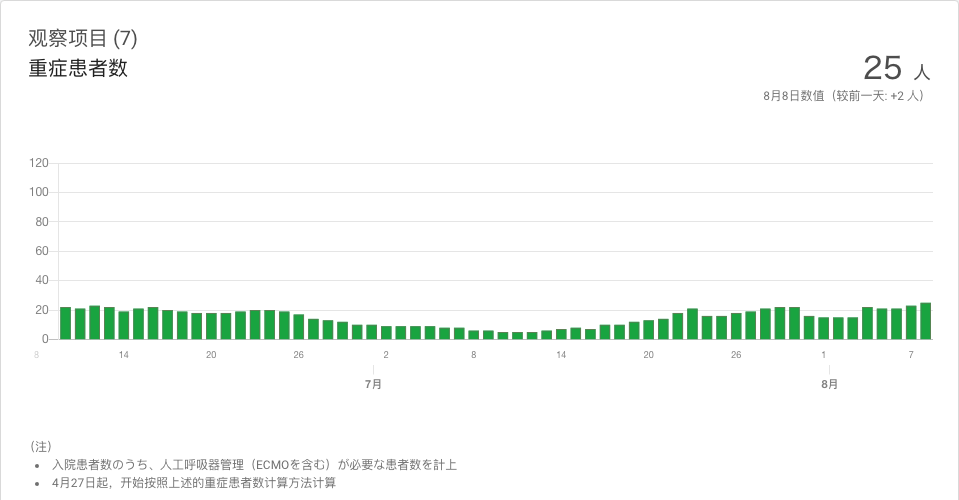 观察项目 (7)
重症患者数
25 人
8月8日数值（较前一天: +2 人）
120
100
80
60
40
20
0
8 14 20 26 2 8 14 20 26 1 7
7月 8月
（注）
• 入院患者数のうち、人工呼吸器管理（ECMOを含む）が必要な患者数を計上
• 4月27日起，开始按照上述的重症患者数计算方法计算